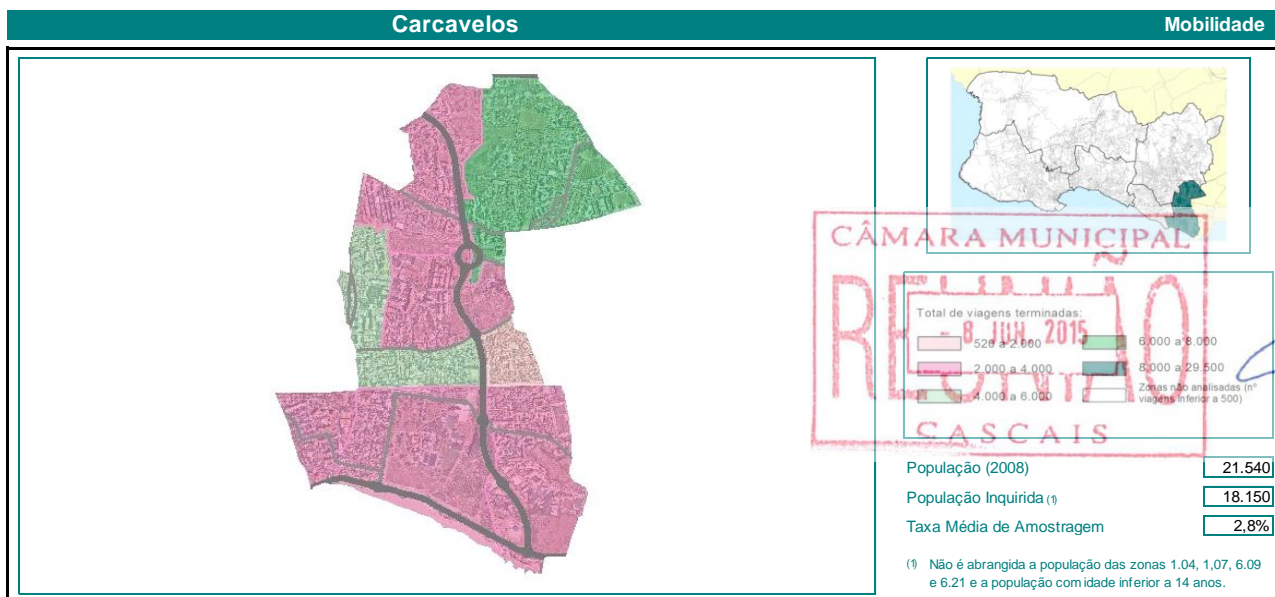 Carcavelos
Mobilidade
CÂMARA MUNICIPAL
REUNIÃO
- 8 JUN. 2015
CASCAIS
Total de viagens terminadas:
520 a 2.000
6.000 a 8.000
2.000 a 4.000
8.000 a 29.500
4.000 a 6.000
Zonas não analisadas (nº
viagens inferior a 500)
População (2008)
21.540
População Inquirida (1)
18.150
Taxa Média de Amostragem
2,8%
(1) Não é abrangida a população das zonas 1.04, 1,07, 6.09
e 6.21 e a população com idade inferior a 14 anos.